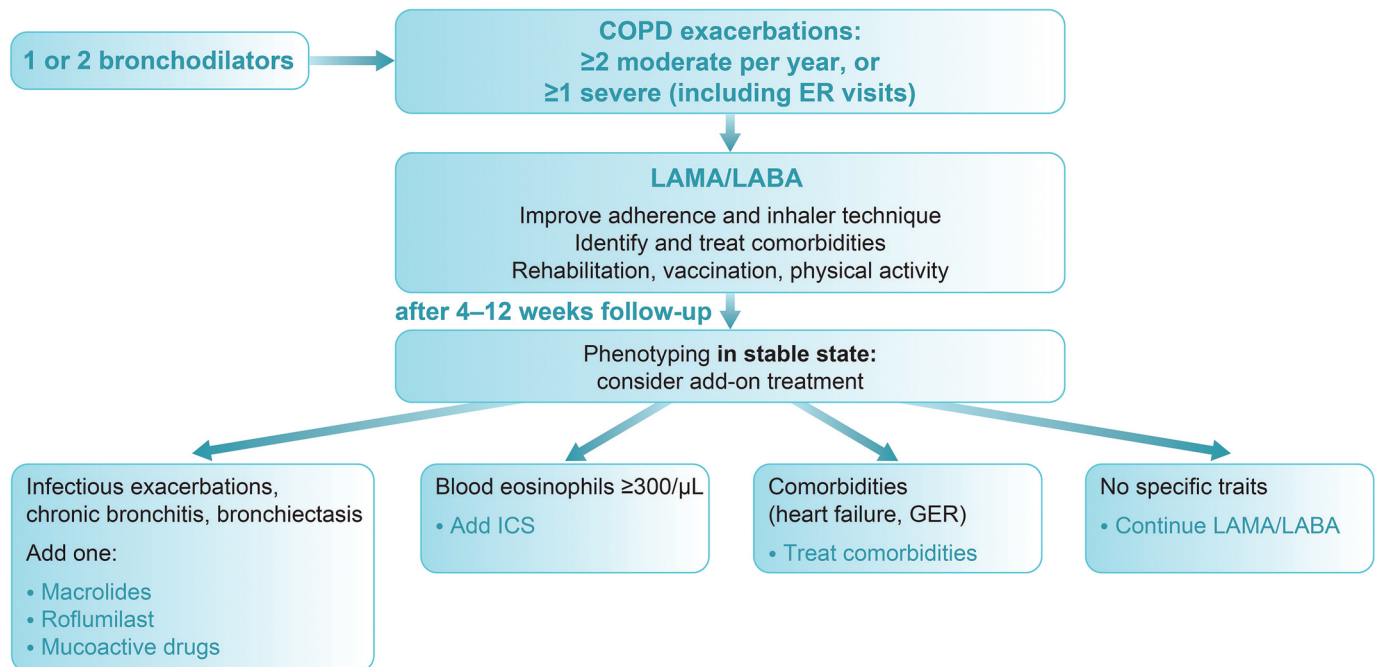 1 or 2 bronchodilators
COPD exacerbations:
≥2 moderate per year, or
≥1 severe (including ER visits)
LAMA/LABA
Improve adherence and inhaler technique
Identify and treat comorbidities
Rehabilitation, vaccination, physical activity
after 4–12 weeks follow-up
Phenotyping in stable state:
consider add-on treatment
Infectious exacerbations,
chronic bronchitis, bronchiectasis
Add one:
• Macrolides
• Roflumilast
• Mucoactive drugs
Blood eosinophils ≥300/µL
• Add ICS
Comorbidities
(heart failure, GER)
• Treat comorbidities
No specific traits
• Continue LAMA/LABA